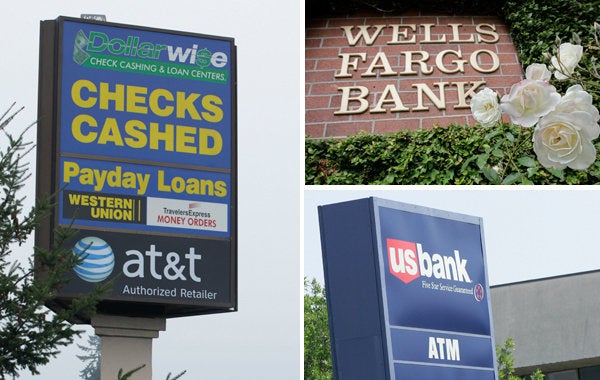 Dollarwise
CHECK CASHING & LOAN CENTERS.
CHECKS
CASHED
Payday Loans
WESTERN
UNION
TravelersExpress
MONEY ORDERS
at&t
Authorized Retailer
WELLS
FARGO
BANK
usbank
Five Star Service Guaranteed
ATM